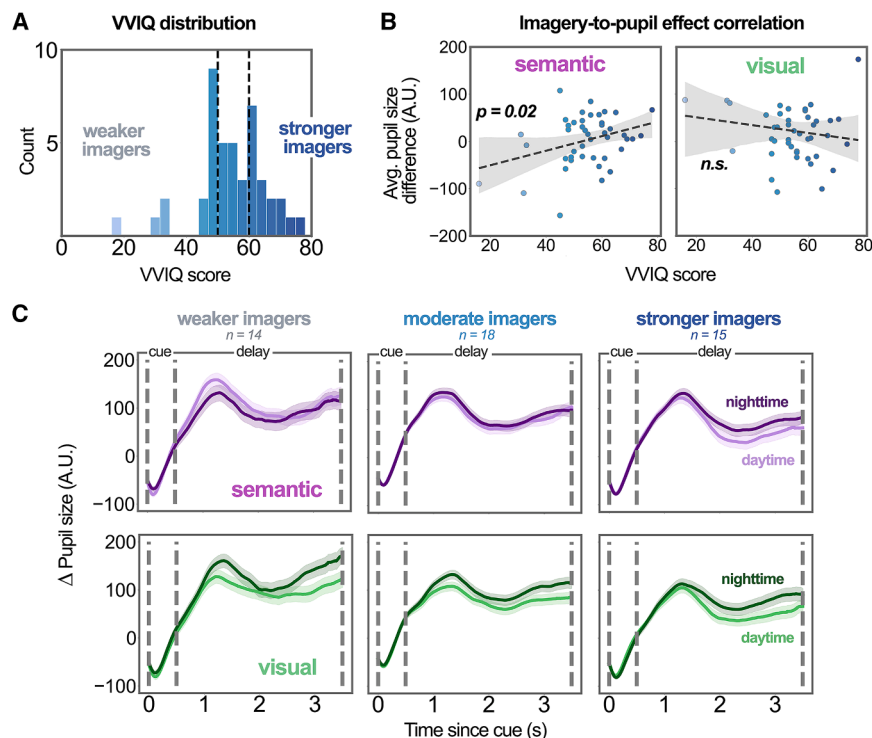 A
VVIQ distribution
10
5
Count
weaker
imagers
stronger
imagers
0 20 40 60 80
VVIQ score
B
Imagery-to-pupil effect correlation
200
100
0
−100
−200
Avg. pupil size
difference (A.U.)
semantic
p = 0.02
20 40 60 80
visual
n.s.
20 40 60 80
VVIQ score
C
weaker imagers
n = 14
moderate imagers
n = 18
stronger imagers
n = 15
cue delay
cue delay
cue delay
200
100
0
−100
semantic
nighttime
daytime
Δ Pupil size (A.U.)
200
100
0
−100
visual
nighttime
daytime
0 1 2 3
0 1 2 3
0 1 2 3
Time since cue (s)